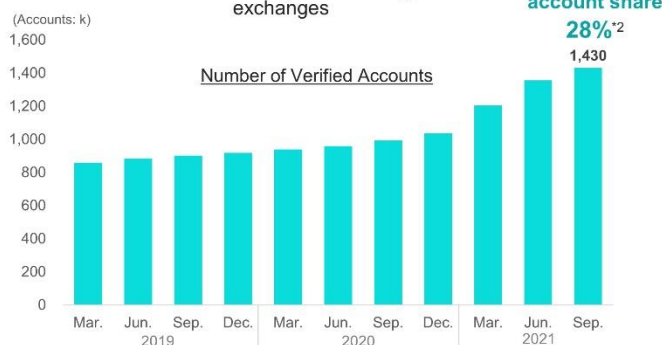 exchanges
account share
28%*2
(Accounts: k)
1,430
Number of Verified Accounts
1,600
1,400
1,200
1,000
800
600
400
200
0
Mar. Jun. Sep. Dec. Mar. Jun. Sep. Dec. Mar. Jun. Sep.
2019 2020 2021